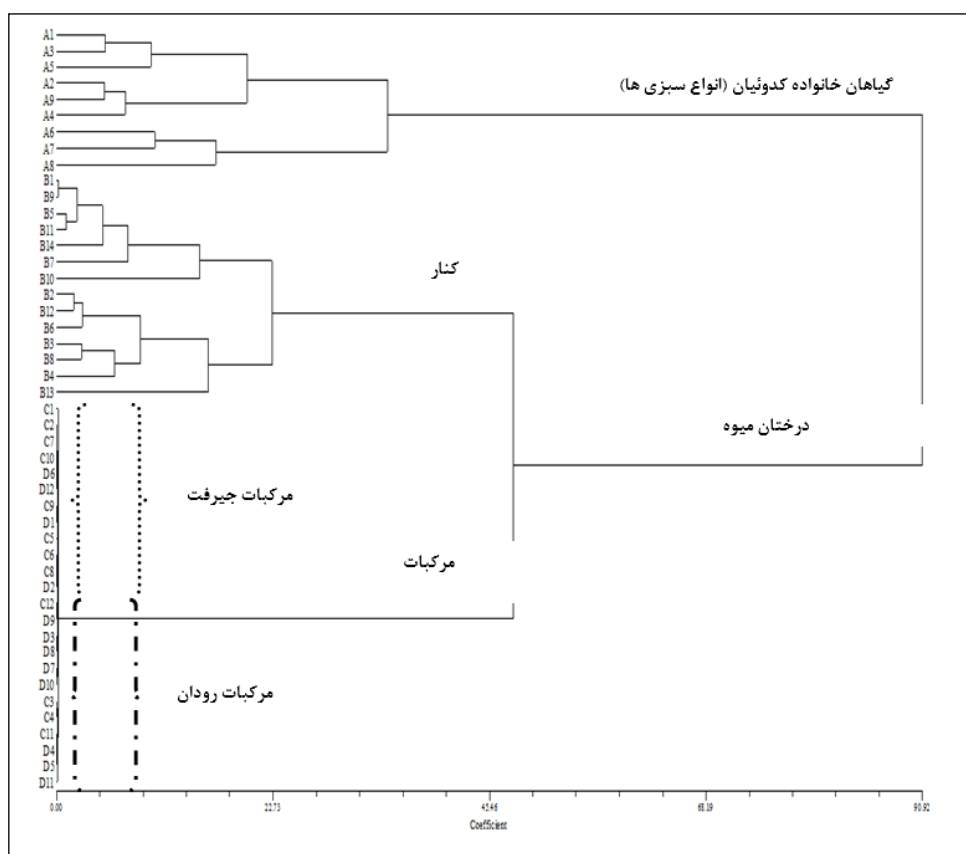 A1
A3
A5
A2
A9
A4
گیاهان خانواده کدوئیان (انواع سبزی ها)
A6
A7
A8
B1
B9
B5
B11
B14
B7
B10
کنار
B2
B12
B6
B3
B8
B4
B13
C1
C2
درختان میوه
C7
C10
D6
D12
مرکبات جیرفت
C9
D1
C5
C6
مرکبات
C8
D2
C12
D9
D3
D8
D7
D10
مرکبات رودان
C3
C4
C11
D4
D5
D11
0.00 22.73 45.46 68.19 90.92
Coefficient